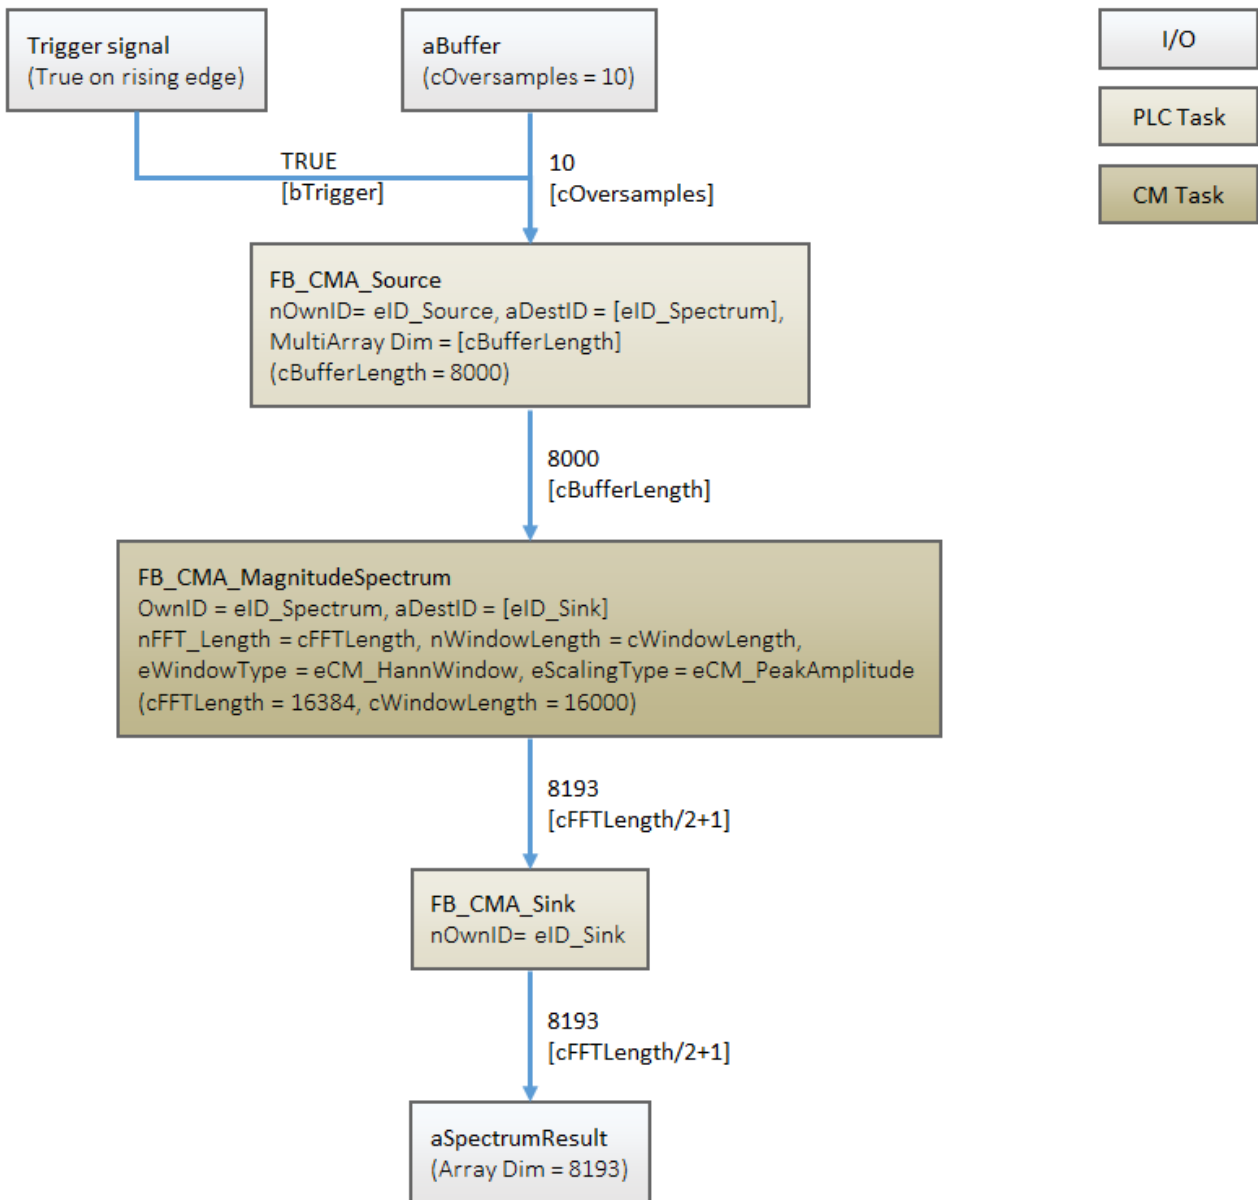 Trigger signal
(True on rising edge)
aBuffer
(cOversamples = 10)
I/O
PLC Task
CM Task
TRUE
[bTrigger]
10
[cOversamples]
FB_CMA_Source
nOwnID= eID_Source, aDestID = [eID_Spectrum],
MultiArray Dim = [cBufferLength]
(cBufferLength = 8000)
8000
[cBufferLength]
FB_CMA_MagnitudeSpectrum
OwnID = eID_Spectrum, aDestID = [eID_Sink]
nFFT_Length = cFFTLength, nWindowLength = cWindowLength,
eWindowType = eCM_HannWindow, eScalingType = eCM_PeakAmplitude
(cFFTLength = 16384, cWindowLength = 16000)
8193
[cFFTLength/2+1]
FB_CMA_Sink
nOwnID= eID_Sink
8193
[cFFTLength/2+1]
aSpectrumResult
(Array Dim = 8193)